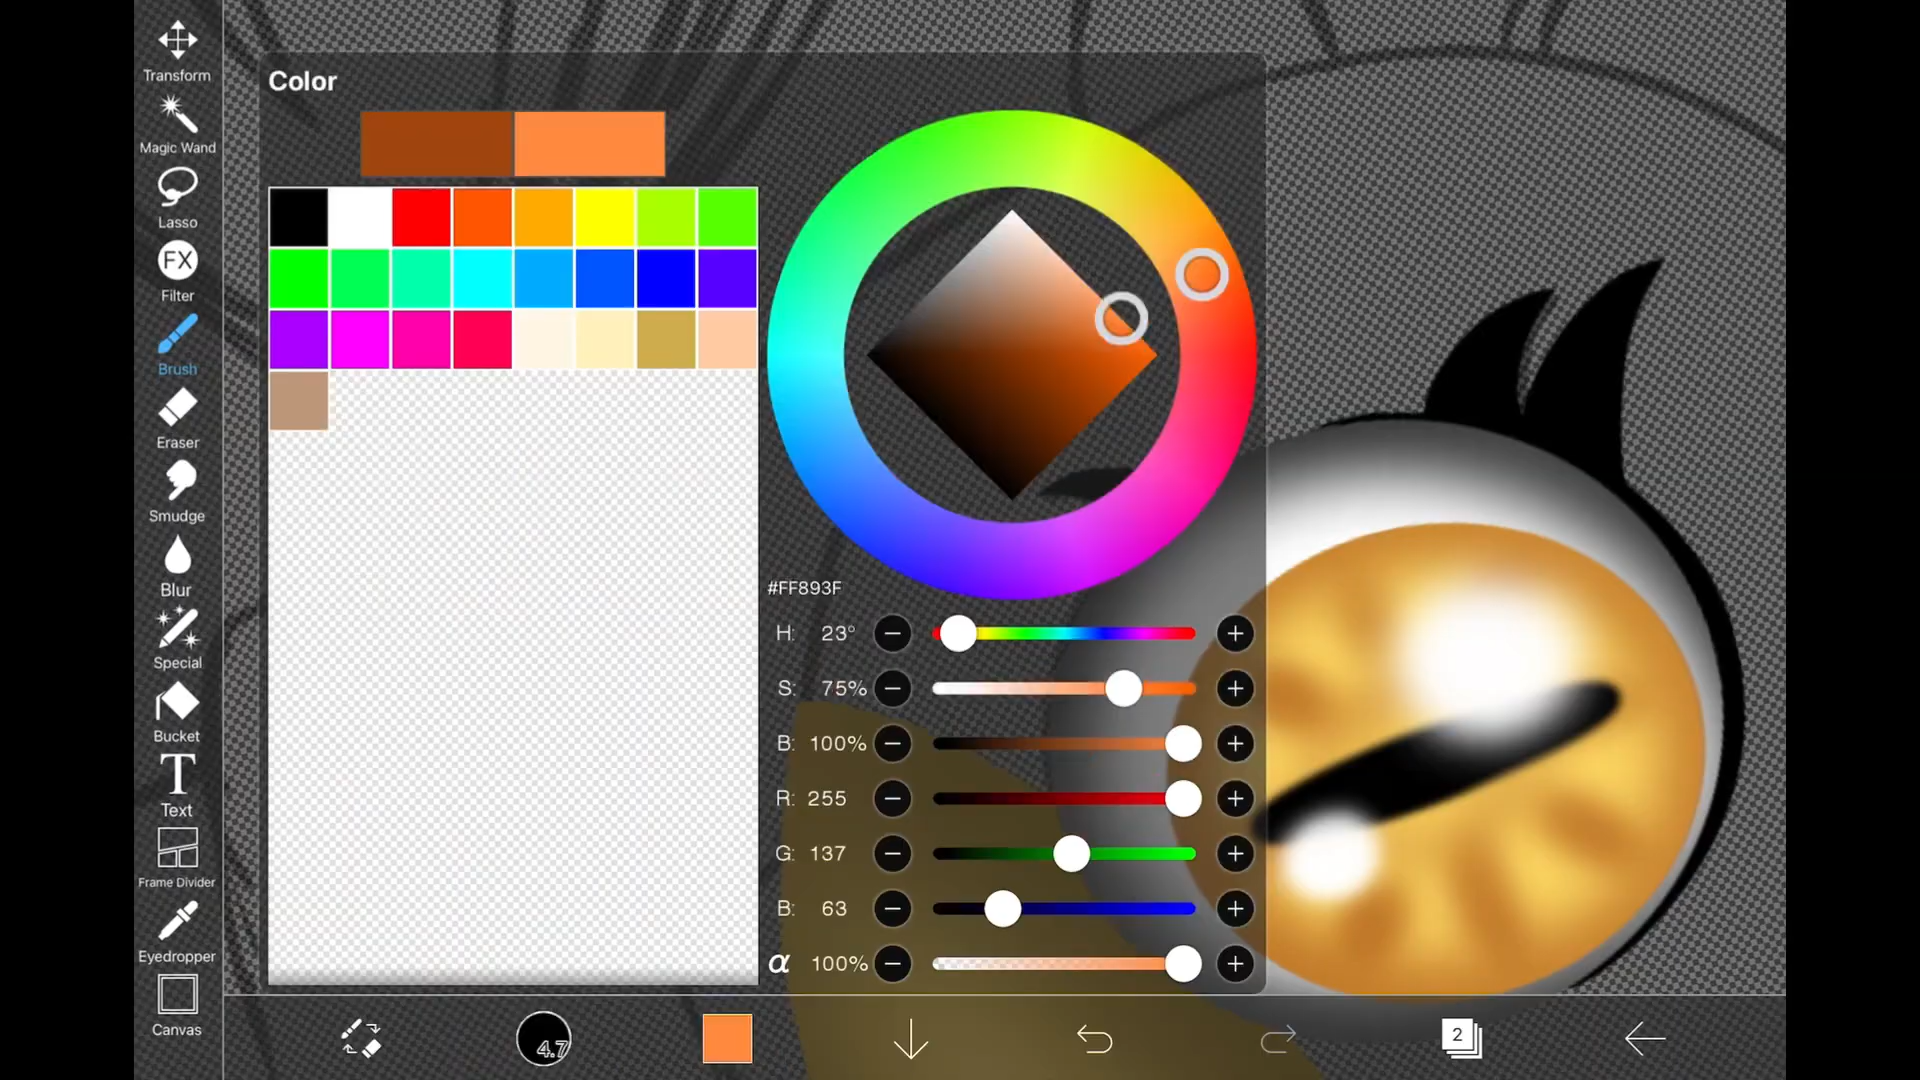 Transform
Magic Wand
Lasso
FX
Filter
Brush
Eraser
Smudge
Blur
Special
Bucket
T
Text
Frame Divider
Eyedropper
Canvas
Color
#FF893F
H: 23°
S: 75%
B: 100%
R: 255
G: 137
B: 63
α 100%
4.7
2